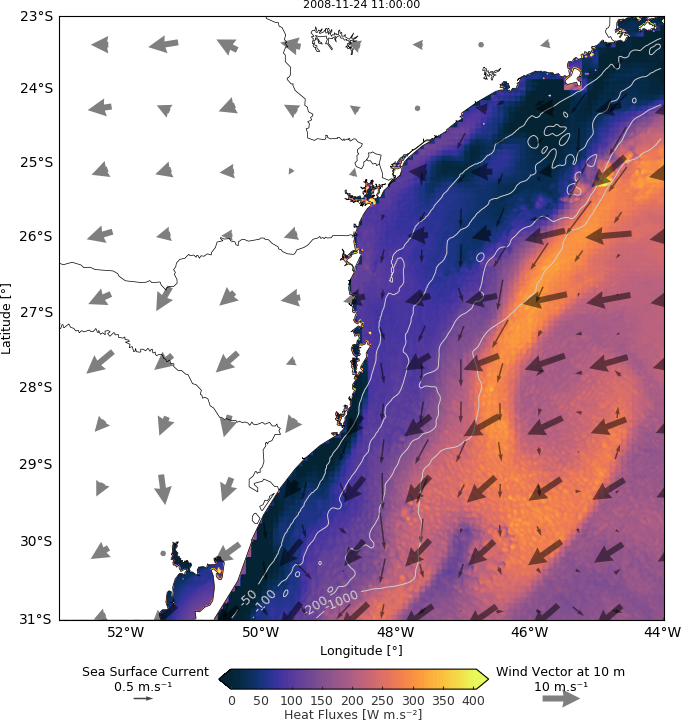 2008-11-24 11:00:00
23°S
24°S
25°S
26°S
27°S
28°S
29°S
30°S
31°S
Latitude [°]
-50
-100
-200
-1000
52°W
50°W
48°W
46°W
44°W
Longitude [°]
Sea Surface Current
0.5 m.s⁻¹
Wind Vector at 10 m
10 m.s⁻¹
0 50 100 150 200 250 300 350 400
Heat Fluxes [W m.s⁻²]